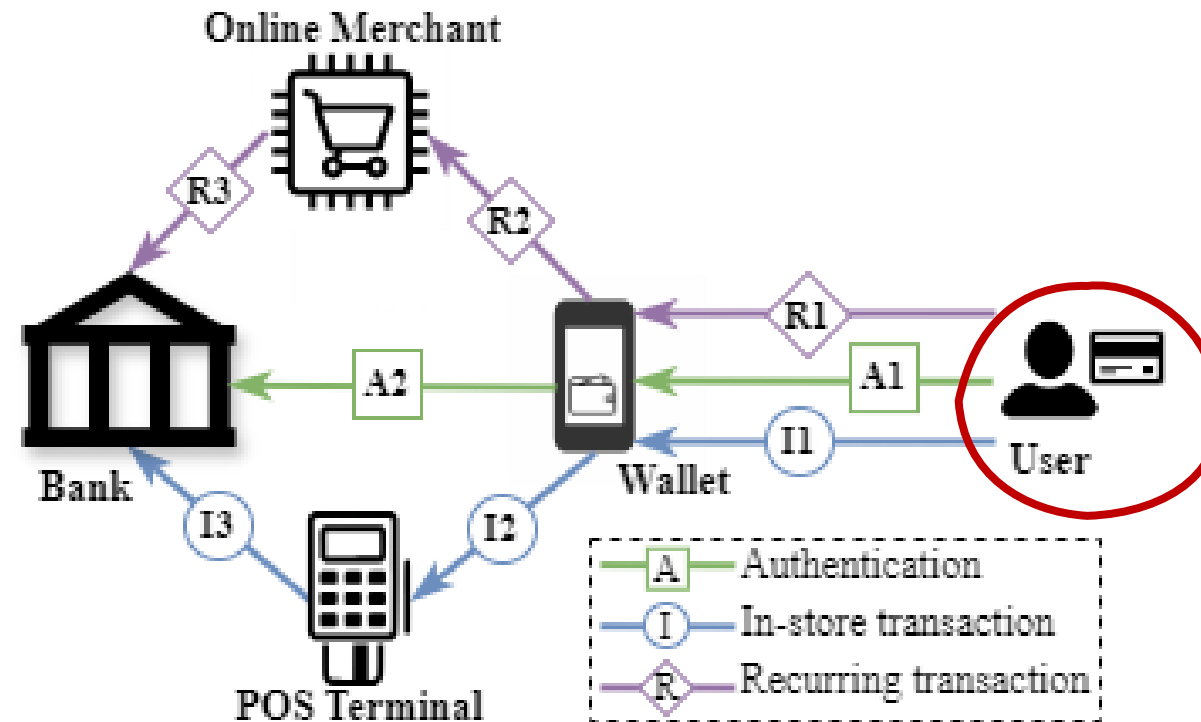 Online Merchant
R3
R2
R1
A2
A1
I1
User
Bank
Wallet
I3
I2
A Authentication
I In-store transaction
R Recurring transaction
POS Terminal